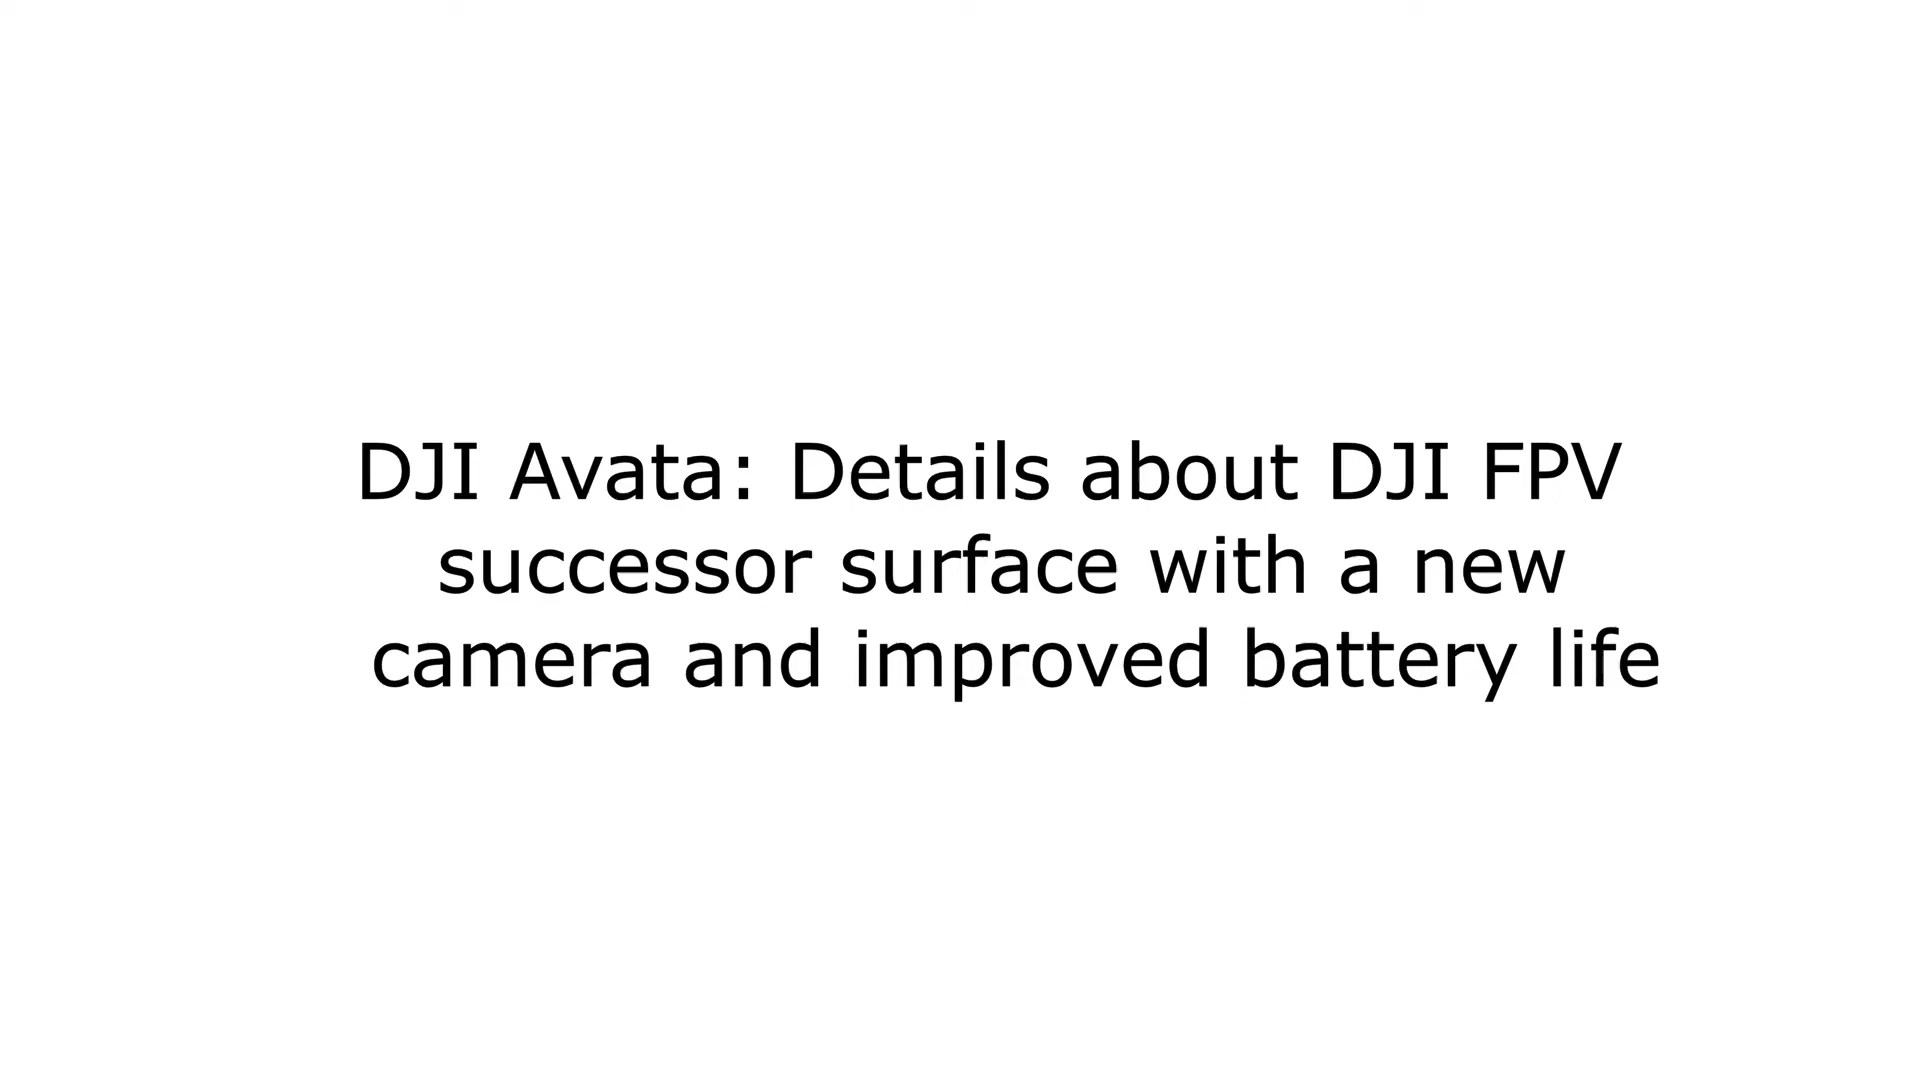 DJI Avata: Details about DJI FPV
successor surface with a new
camera and improved battery life